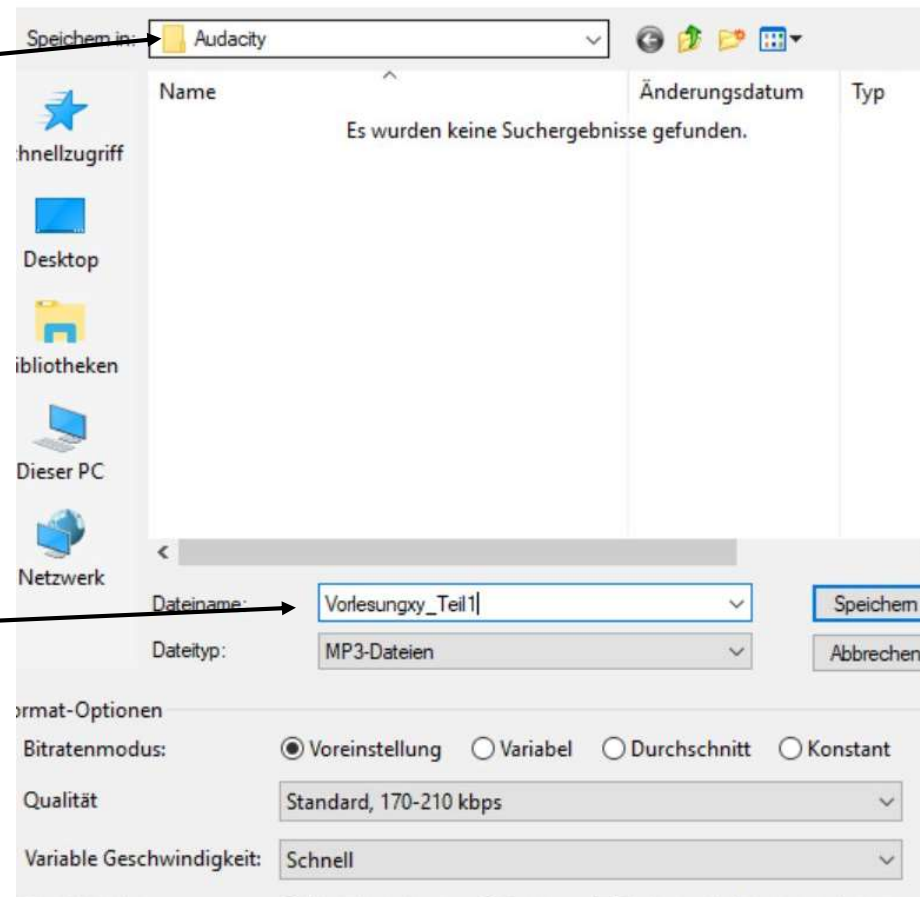 Speichern in: Audacity
Name Änderungsdatum Typ
Es wurden keine Suchergebnisse gefunden.
hnellzugriff
Desktop
ibliotheken
Dieser PC
Netzwerk
Dateiname: Vorlesungxy_Teil1
Speichern
Dateityp: MP3-Dateien
Abbrechen
ormat-Optionen
Bitratenmodus: Voreinstellung Variabel Durchschnitt Konstant
Qualität Standard, 170-210 kbps
Variable Geschwindigkeit: Schnell